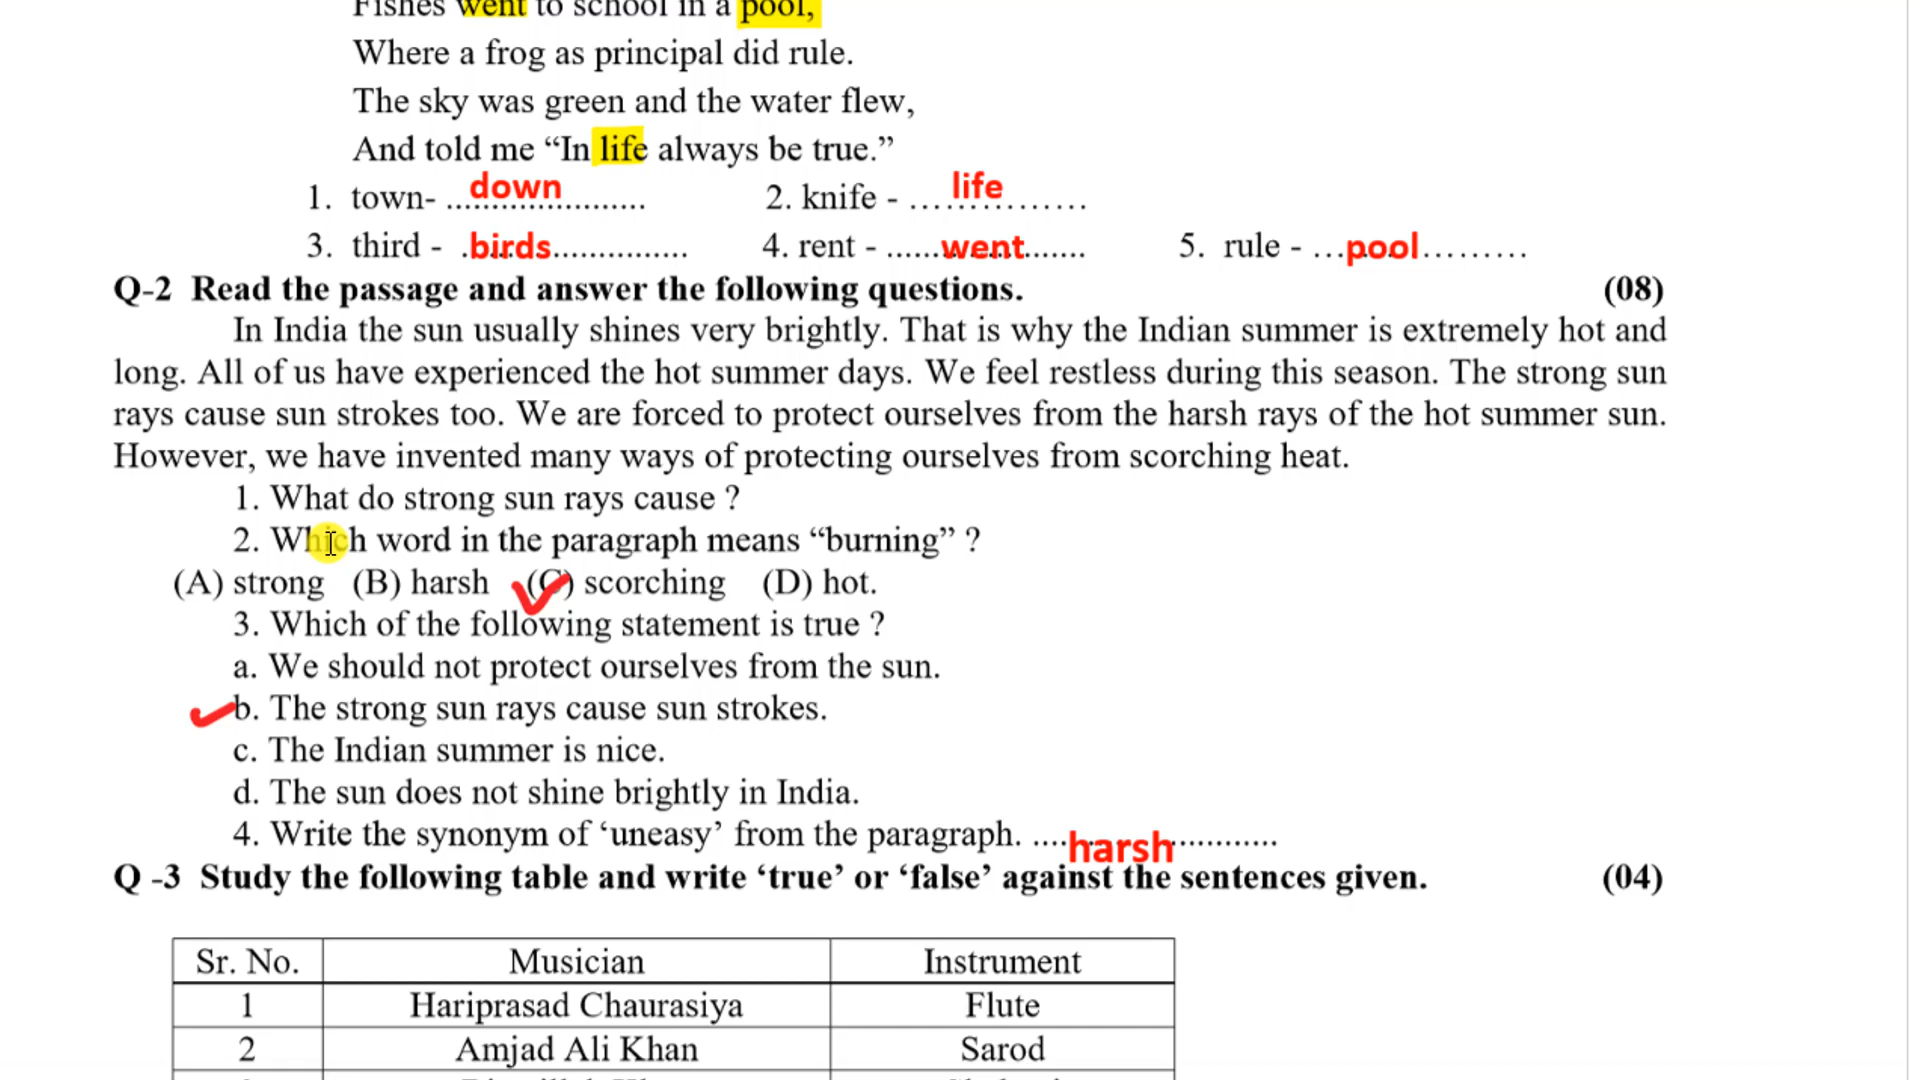 Fishes went to school in a pool,
Where a frog as principal did rule.
The sky was green and the water flew,
And told me “In life always be true.”
1. town- ...down................... 2. knife - ...life............
3. third - .birds............... 4. rent - ......went....... 5. rule - ...pool.........
Q-2 Read the passage and answer the following questions. (08)
In India the sun usually shines very brightly. That is why the Indian summer is extremely hot and
long. All of us have experienced the hot summer days. We feel restless during this season. The strong sun
rays cause sun strokes too. We are forced to protect ourselves from the harsh rays of the hot summer sun.
However, we have invented many ways of protecting ourselves from scorching heat.
1. What do strong sun rays cause ?
2. Which word in the paragraph means “burning” ?
(A) strong (B) harsh (C) scorching (D) hot.
3. Which of the following statement is true ?
a. We should not protect ourselves from the sun.
b. The strong sun rays cause sun strokes.
c. The Indian summer is nice.
d. The sun does not shine brightly in India.
4. Write the synonym of ‘uneasy’ from the paragraph. ....harsh............
Q -3 Study the following table and write ‘true’ or ‘false’ against the sentences given. (04)
Sr. No. Musician Instrument
1 Hariprasad Chaurasiya Flute
2 Amjad Ali Khan Sarod